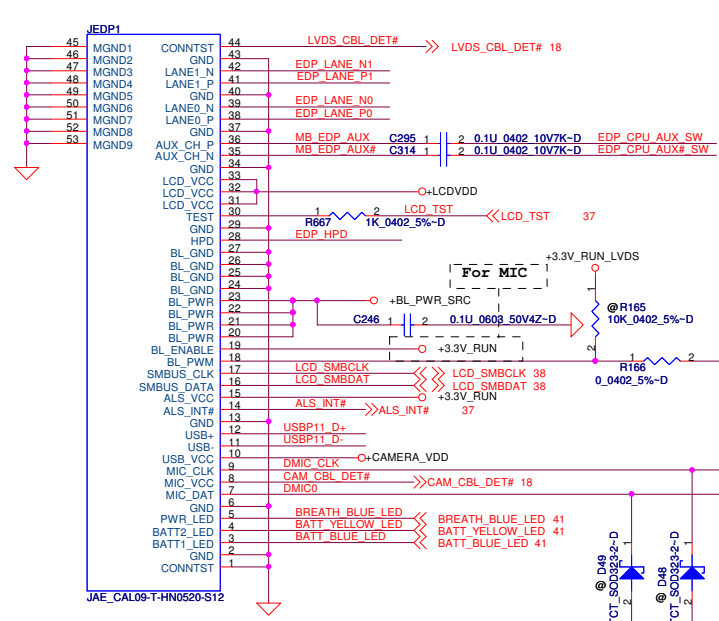 JEDP1
45 MGND1 CONNTST 44 LVDS_CBL_DET# LVDS_CBL_DET# 18
46 MGND2 GND 43
47 MGND3 LANE1_N 42 EDP_LANE_N1
48 MGND4 LANE1_P 41 EDP_LANE_P1
49 MGND5 GND 40
50 MGND6 LANE0_N 39 EDP_LANE_N0
51 MGND7 LANE0_P 38 EDP_LANE_P0
52 MGND8 GND 37
53 MGND9 AUX_CH_P 36 MB_EDP_AUX C295 1 2 0.1U_0402_10V7K~D EDP_CPU_AUX_SW
AUX_CH_N 35 MB_EDP_AUX# C314 1 2 0.1U_0402_10V7K~D EDP_CPU_AUX#_SW
GND 34
LCD_VCC 33
LCD_VCC 32 +LCDVDD
LCD_VCC 31
TEST 30 1 2 LCD_TST LCD_TST 37
R667 1K_0402_5%~D
GND 29
HPD 28 EDP_HPD
BL_GND 27 +3.3V_RUN_LVDS
BL_GND 26 For MIC
BL_GND 25
BL_GND 24 1
BL_PWR 23 +BL_PWR_SRC
BL_PWR 22 @R165
BL_PWR 21 C246 1 2 0.1U_0603_50V4Z~D 10K_0402_5%~D
BL_PWR 20
BL_ENABLE 19 +3.3V_RUN 2
BL_PWM 18 1 2
R166
SMBUS_CLK 17 LCD_SMBCLK LCD_SMBCLK 38
0_0402_5%~D
SMBUS_DATA 16 LCD_SMBDAT LCD_SMBDAT 38
ALS_VCC 15 +3.3V_RUN
ALS_INT# 14 ALS_INT# ALS_INT# 37
GND 13
USB+ 12 USBP11_D+
USB- 11 USBP11_D-
USB_VCC 10 +CAMERA_VDD
MIC_CLK 9 DMIC_CLK
MIC_VCC 8 CAM_CBL_DET# CAM_CBL_DET# 18
MIC_DAT 7 DMIC0
GND 6
PWR_LED 5 BREATH_BLUE_LED BREATH_BLUE_LED 41
BATT2_LED 4 BATT_YELLOW_LED BATT_YELLOW_LED 41
BATT1_LED 3 BATT_BLUE_LED BATT_BLUE_LED 41
GND 2
CONNTST 1
JAE_CAL09-T-HN0520-S12
@ D49
TCT_SOD323-2~D
2
@ D48
TCT_SOD323-2~D
2